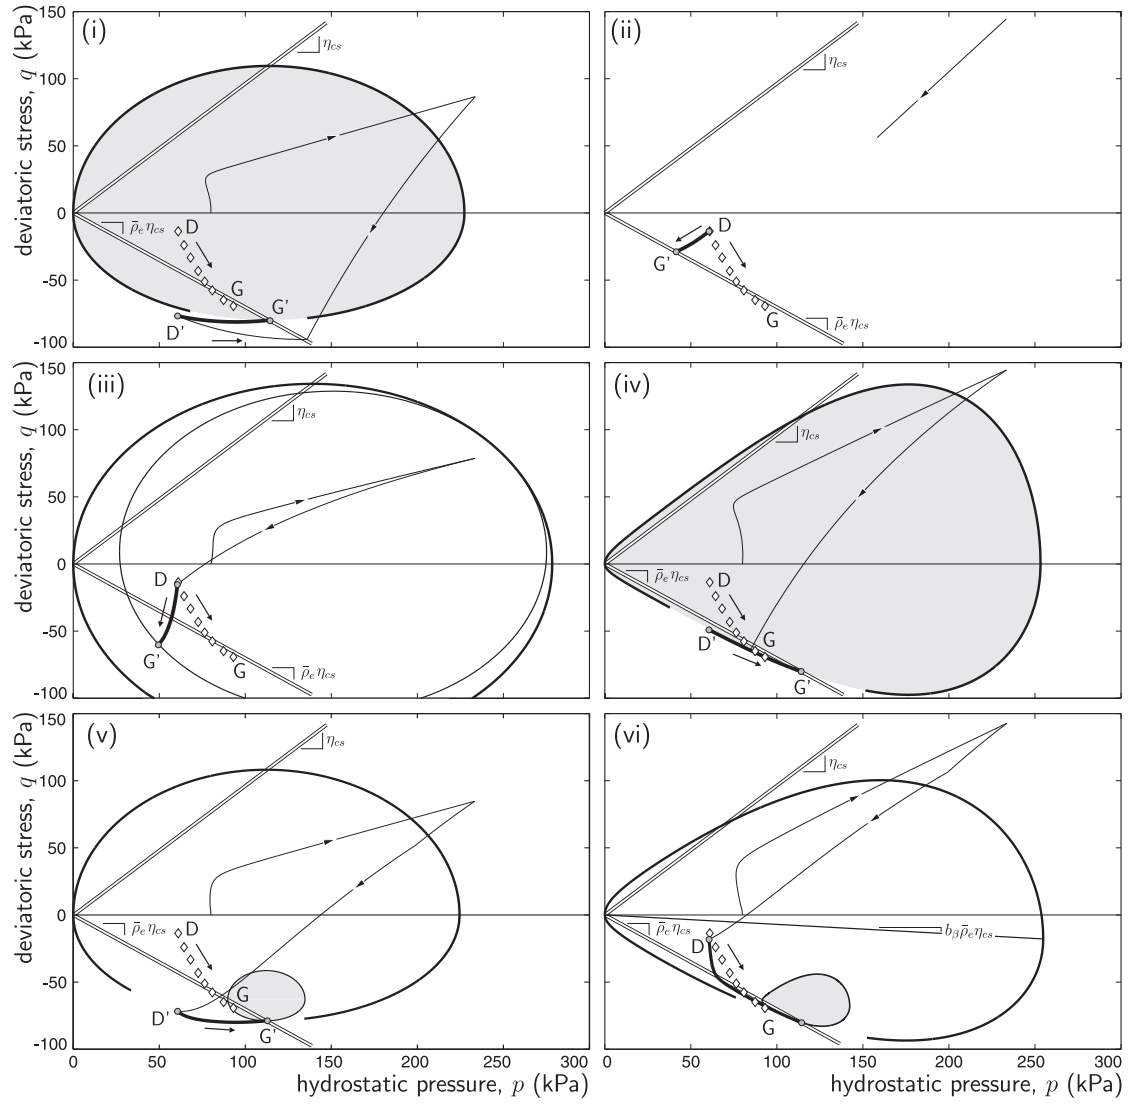 (i)
(ii)
deviatoric stress, q (kPa)
150
100
50
0
-50
-100
η_cs
ρ̄_e η_cs
D
G
D'
G'
η_cs
D
G'
G
ρ̄_e η_cs
(iii)
(iv)
deviatoric stress, q (kPa)
150
100
50
0
-50
-100
η_cs
D
G'
G
ρ̄_e η_cs
η_cs
ρ̄_e η_cs
D
G
D'
G'
(v)
(vi)
deviatoric stress, q (kPa)
150
100
50
0
-50
-100
η_cs
ρ̄_e η_cs
D
G
D'
G'
η_cs
ρ̄_e η_cs
b_β ρ̄_e η_cs
D
G
G'
0 50 100 150 200 250 300
0 50 100 150 200 250 300
hydrostatic pressure, p (kPa)
hydrostatic pressure, p (kPa)